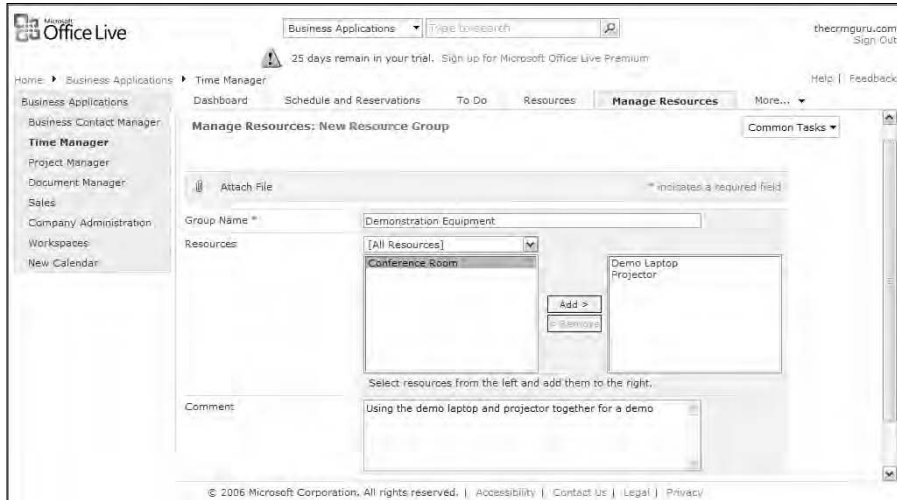 Microsoft
Office Live
Business Applications
Type to search
thecrmguru.com
Sign Out
25 days remain in your trial. Sign up for Microsoft Office Live Premium
Home Business Applications Time Manager
Help | Feedback
Business Applications
Business Contact Manager
Time Manager
Project Manager
Document Manager
Sales
Company Administration
Workspaces
New Calendar
Dashboard Schedule and Reservations To Do Resources Manage Resources More...
Manage Resources: New Resource Group
Common Tasks
Attach File
* indicates a required field
Group Name *
Demonstration Equipment
Resources
[All Resources]
Conference Room
Add >
< Remove
Demo Laptop
Projector
Select resources from the left and add them to the right.
Comment
Using the demo laptop and projector together for a demo
© 2006 Microsoft Corporation. All rights reserved. | Accessibility | Contact Us | Legal | Privacy